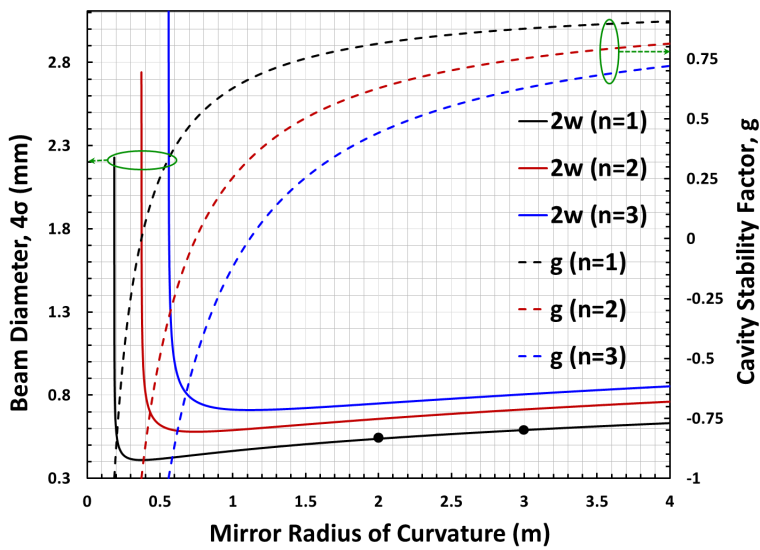 2.8
2.3
1.8
1.3
0.8
0.3
Beam Diameter, 4σ (mm)
0 0.5 1 1.5 2 2.5 3 3.5 4
Mirror Radius of Curvature (m)
0.75
0.5
0.25
0
-0.25
-0.5
-0.75
-1
Cavity Stability Factor, g
2w (n=1)
2w (n=2)
2w (n=3)
g (n=1)
g (n=2)
g (n=3)